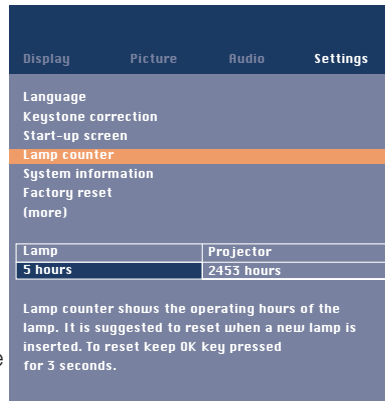 Display Picture Audio Settings
Language
Keystone correction
Start-up screen
Lamp counter
System information
Factory reset
(more)
Lamp Projector
5 hours 2453 hours
Lamp counter shows the operating hours of the
lamp. It is suggested to reset when a new lamp is
inserted. To reset keep OK key pressed
for 3 seconds.